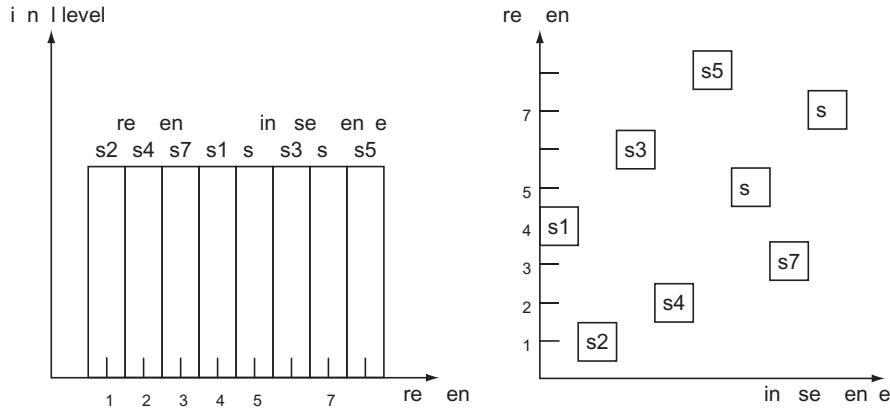 i n l level
re en in se en e
s2 s4 s7 s1 s s3 s s5
1 2 3 4 5 7
re en
re en
s5
7
s
s3
5
s
4
s1
3
s7
2
s4
1
s2
in se en e